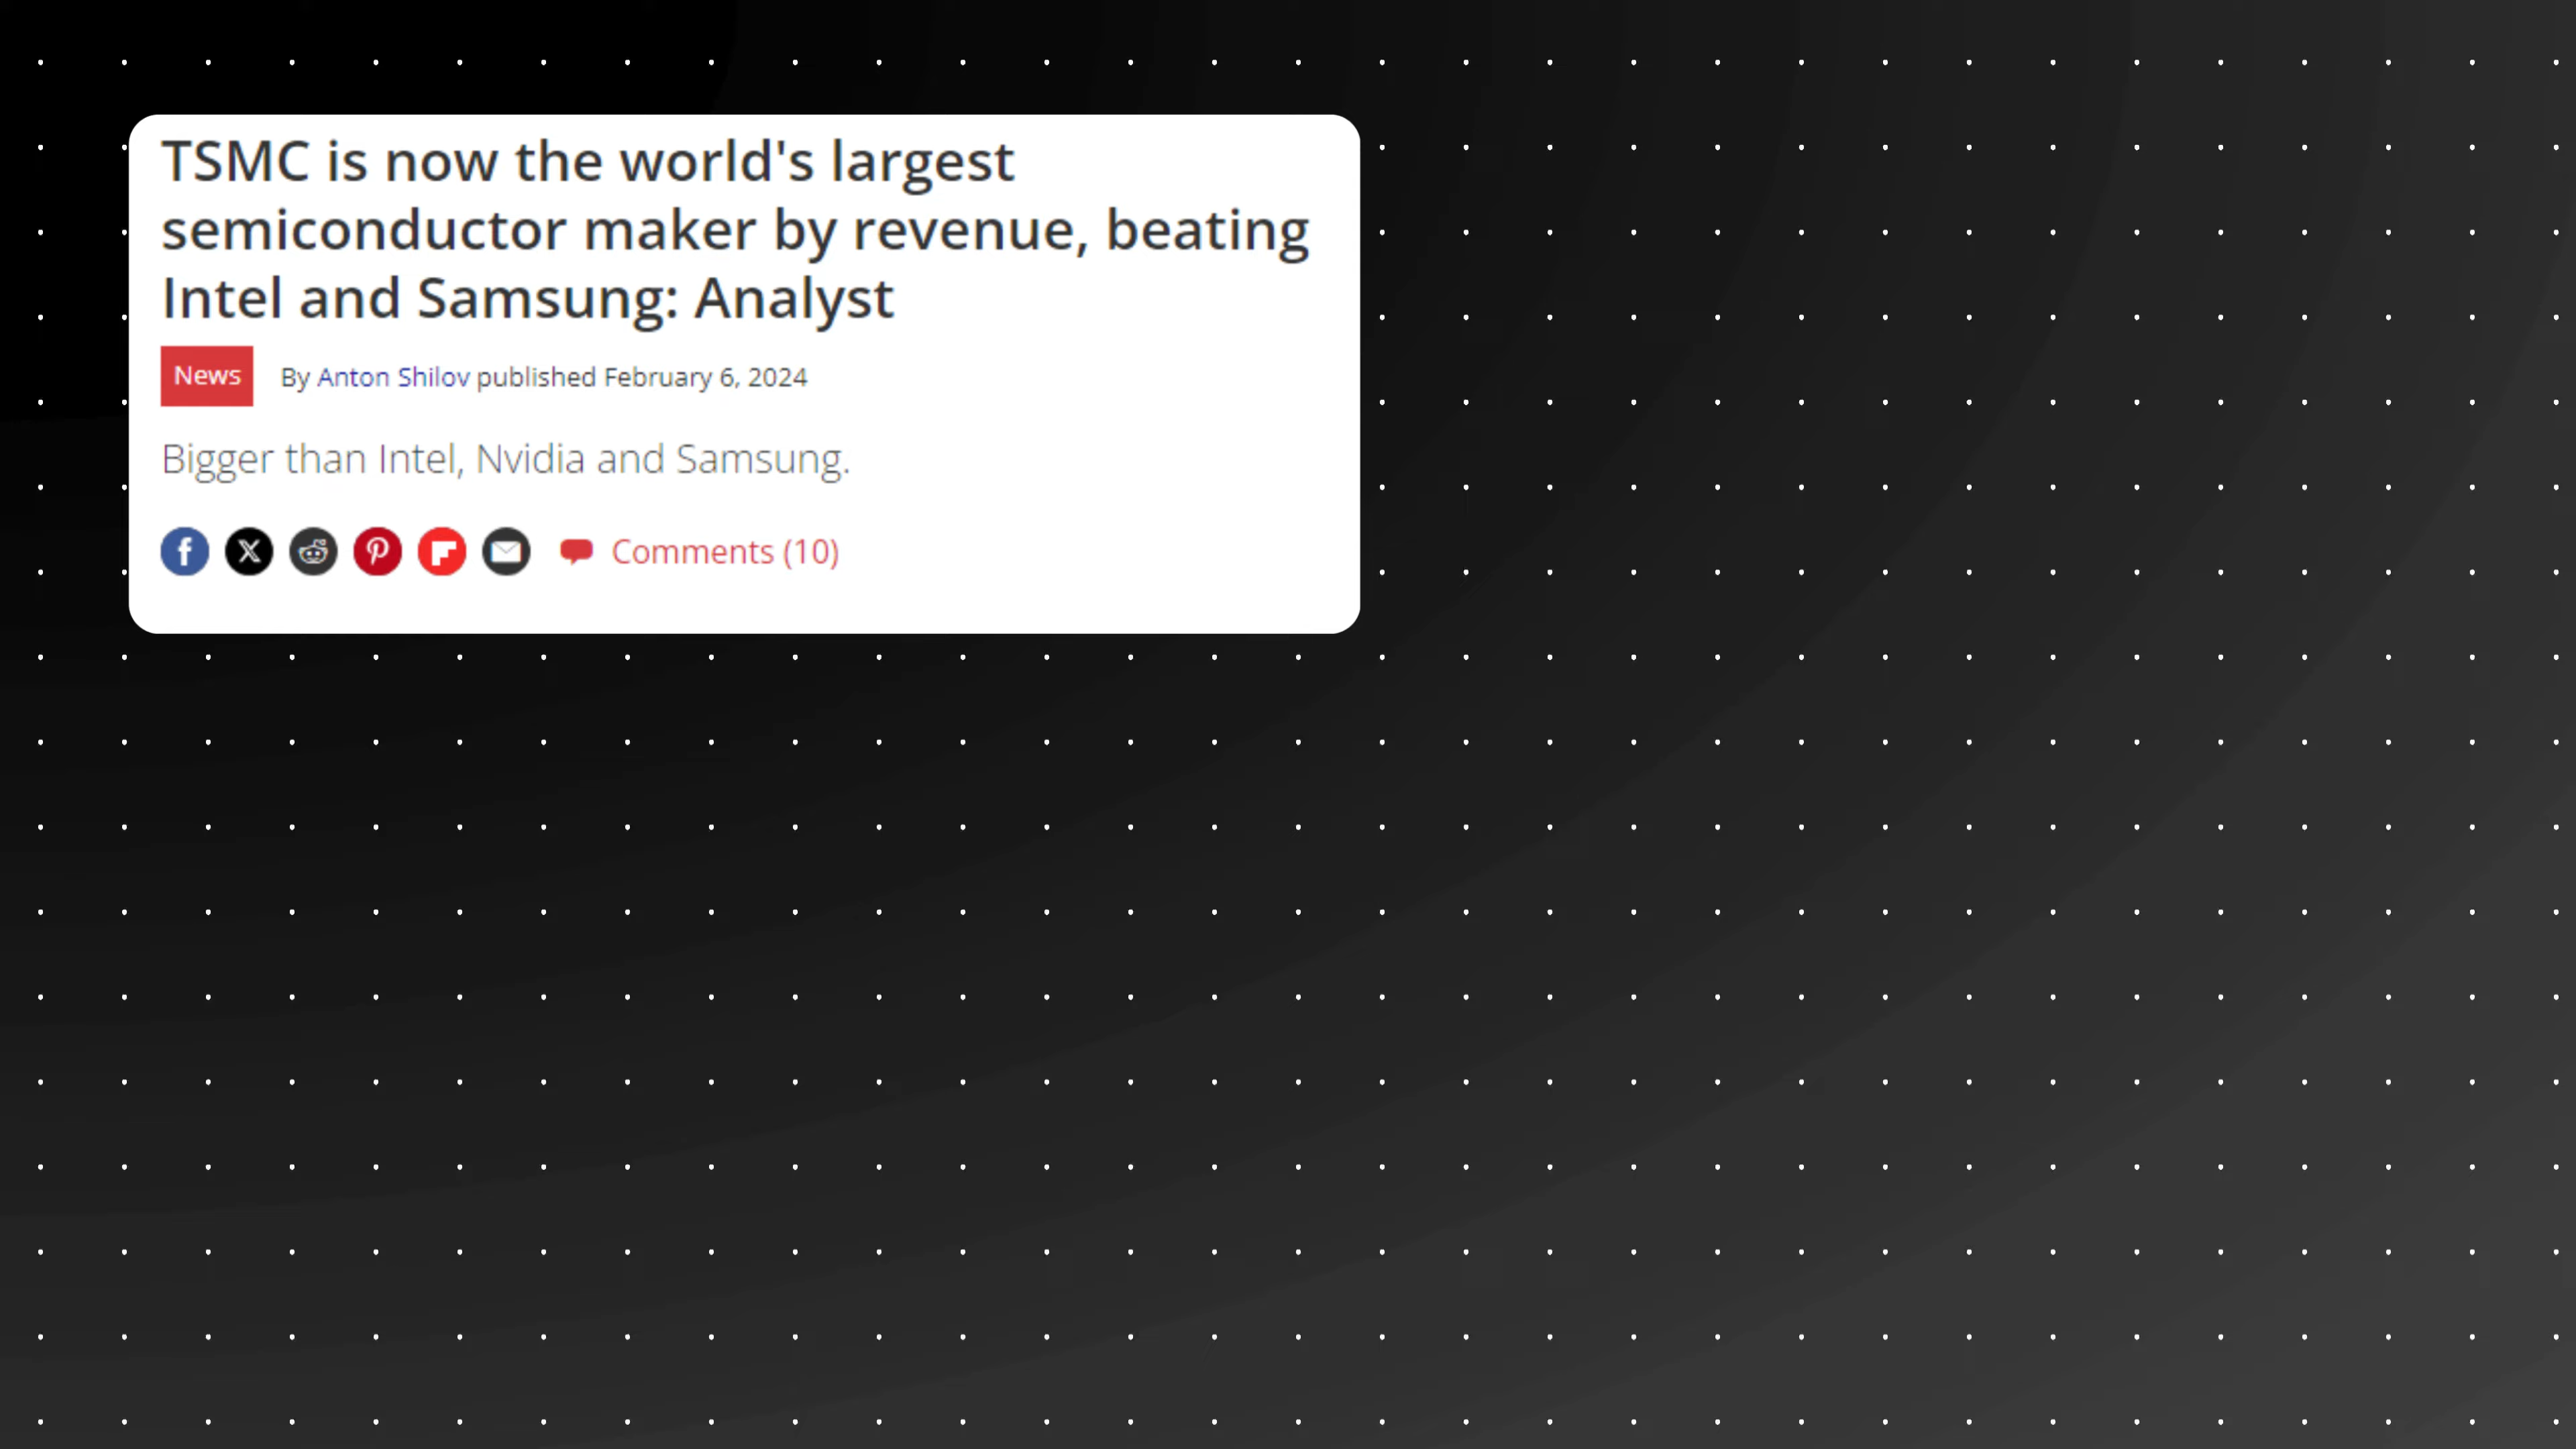 TSMC is now the world's largest
semiconductor maker by revenue, beating
Intel and Samsung: Analyst
News By Anton Shilov published February 6, 2024
Bigger than Intel, Nvidia and Samsung.
Comments (10)